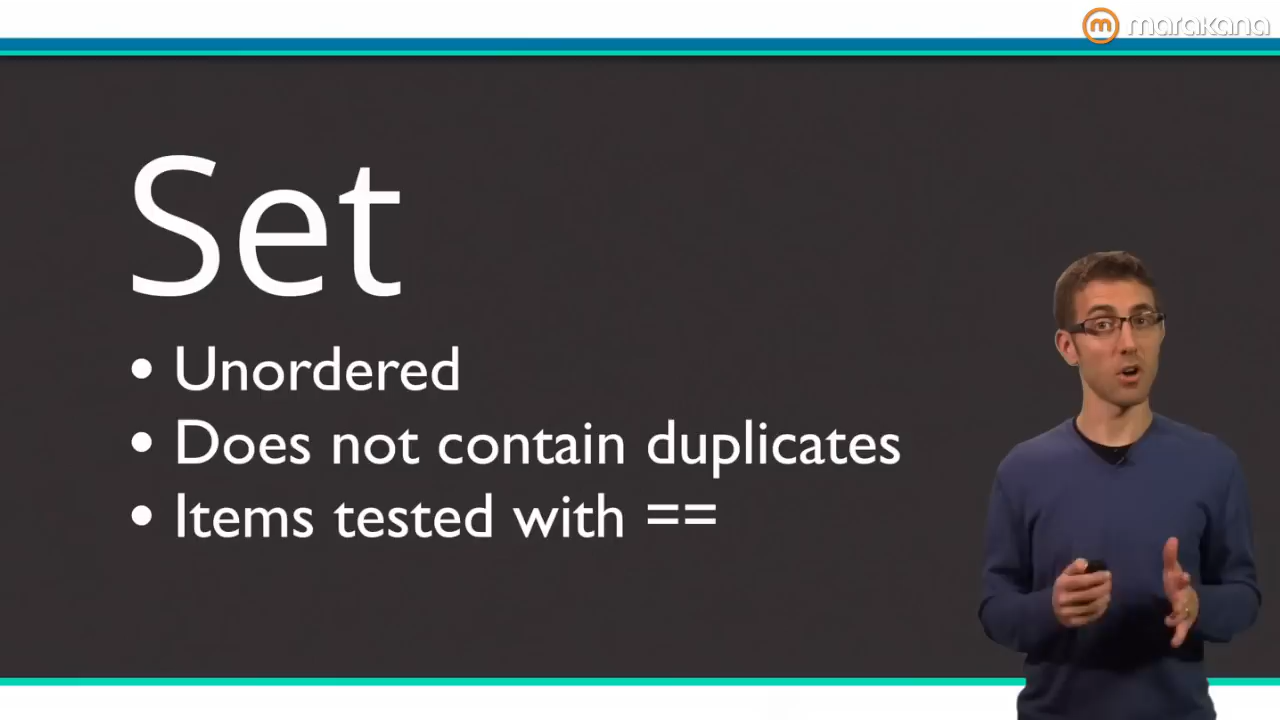 marakana
Set
• Unordered
• Does not contain duplicates
• Items tested with ==